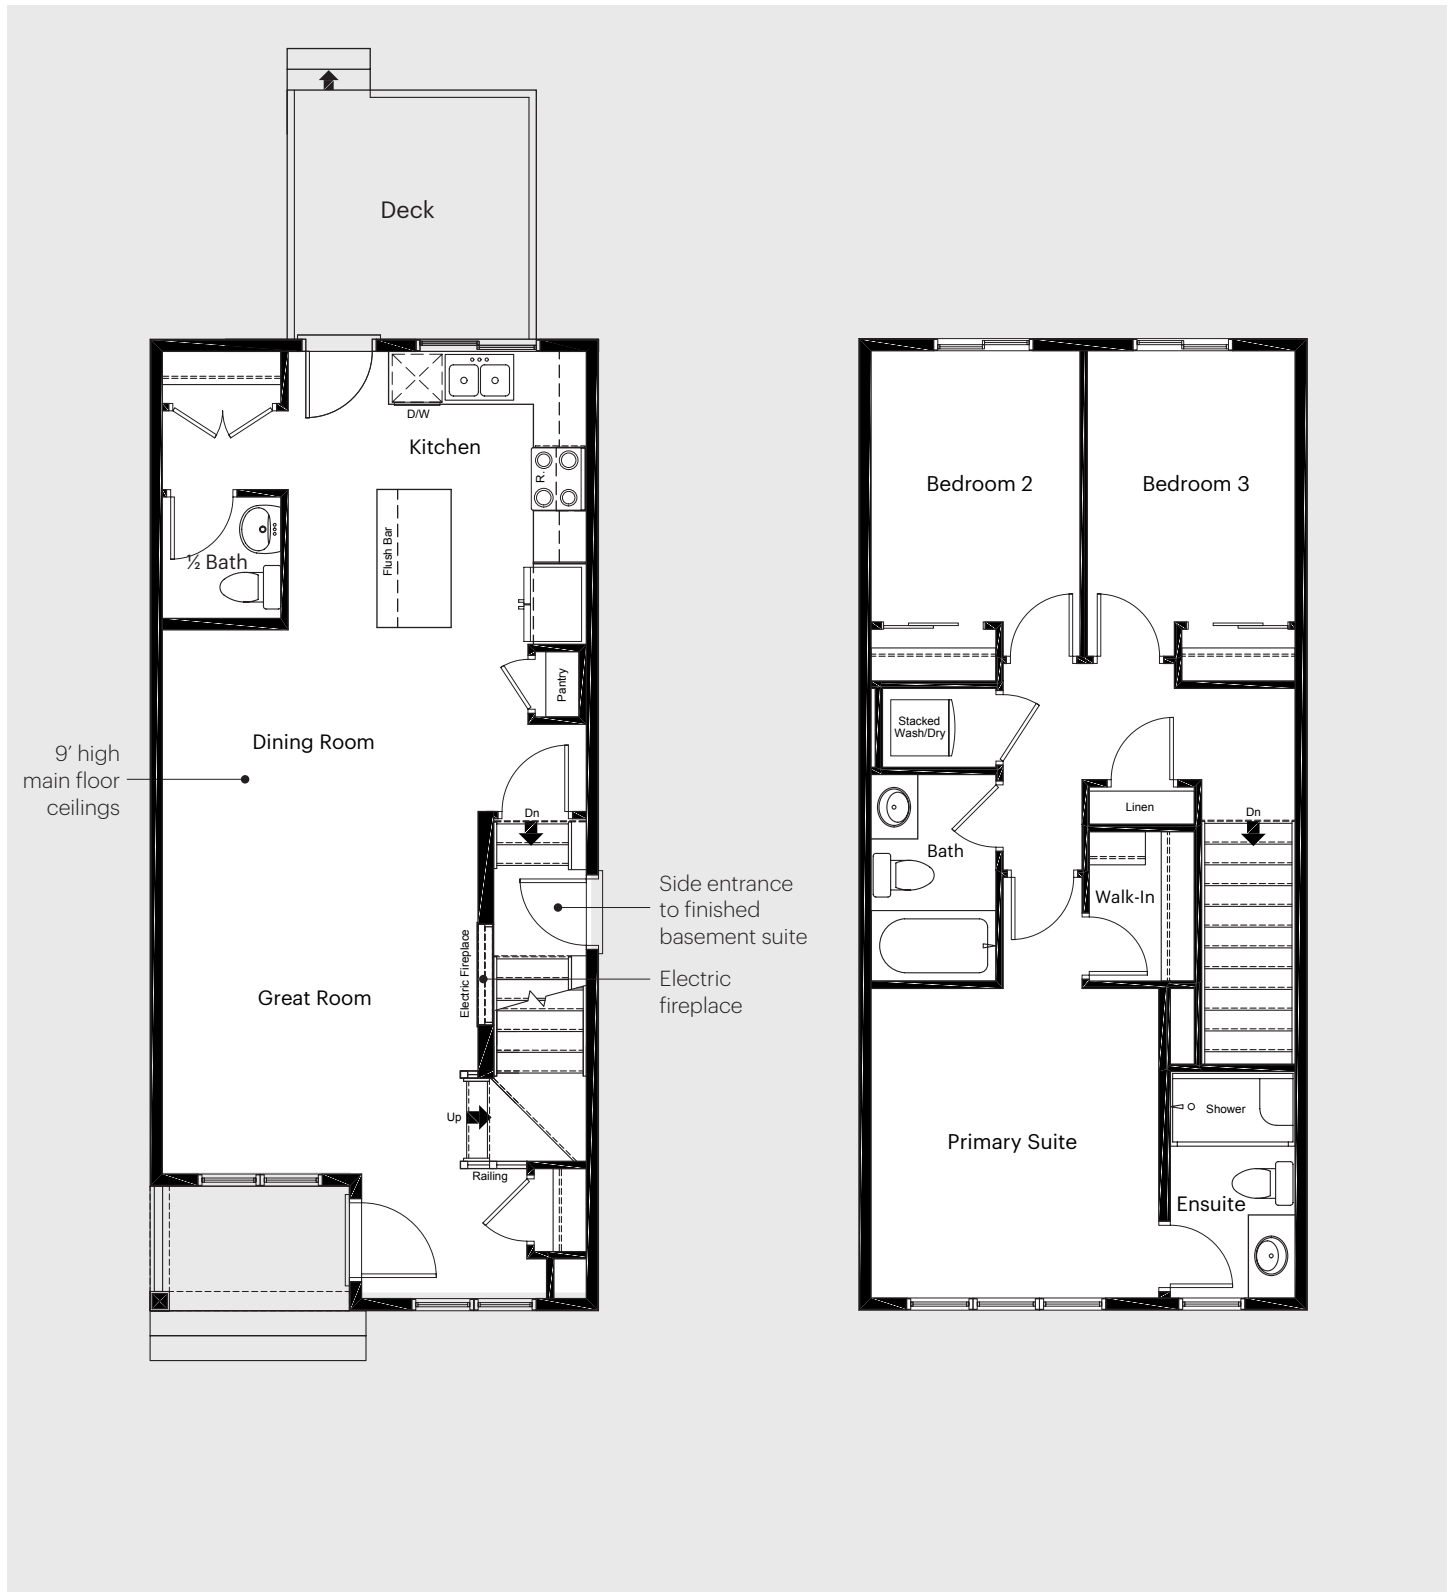 Deck
D/W
Kitchen
R.
Flush Bar
½ Bath
Pantry
Dining Room
9’ high
main floor
ceilings
Dn
Side entrance
to finished
basement suite
Electric Fireplace
Electric
fireplace
Great Room
Up
Railing
Bedroom 2
Bedroom 3
Stacked
Wash/Dry
Linen
Dn
Bath
Walk-In
Shower
Primary Suite
Ensuite